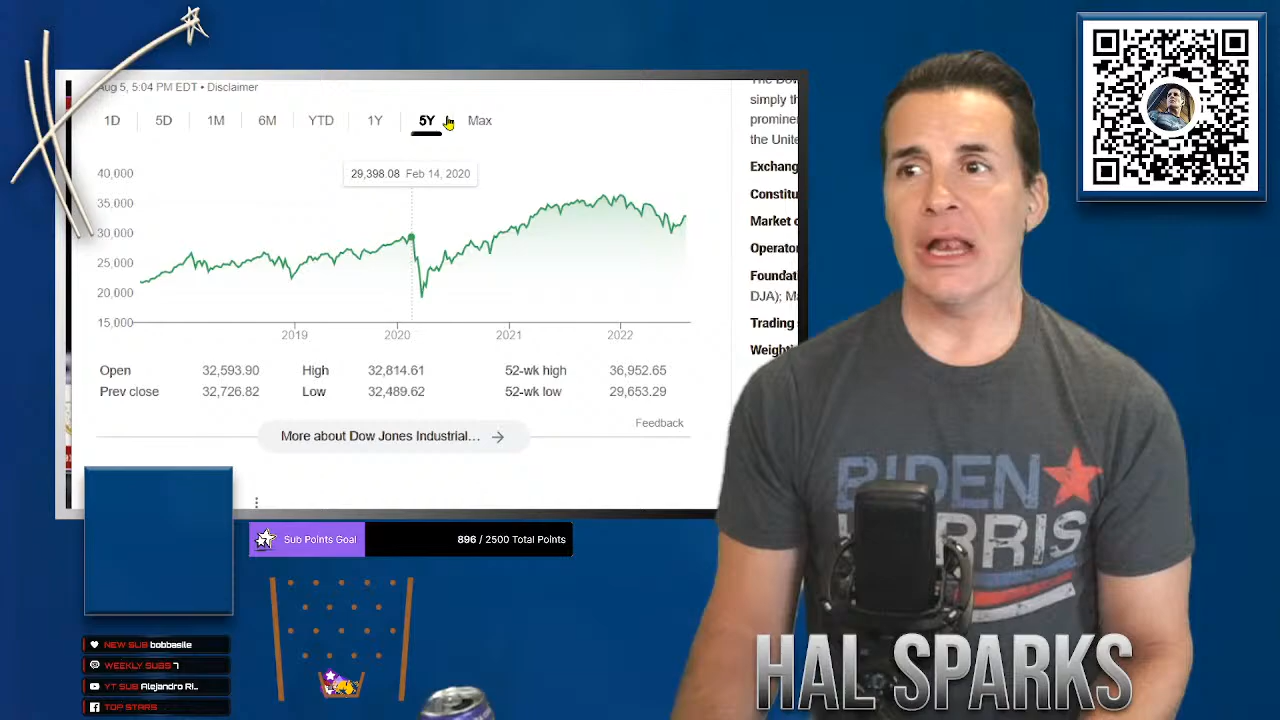 Aug 5, 5:04 PM EDT • Disclaimer
1D 5D 1M 6M YTD 1Y 5Y Max
29,398.08 Feb 14, 2020
40,000
35,000
30,000
25,000
20,000
15,000
2019 2020 2021 2022
Open 32,593.90 High 32,814.61 52-wk high 36,952.65
Prev close 32,726.82 Low 32,489.62 52-wk low 29,653.29
Feedback
More about Dow Jones Industrial...
simply th
promine
the Unite
Exchang
Constitu
Market c
Operator
Foundat
DJA); Ma
Trading
Weightin
Sub Points Goal 896 / 2500 Total Points
NEW SUB bobbasile
WEEKLY SUBS 7
YT SUB Alejandro Ri..
TOP STARS
BIDEN
HARRIS
HAL SPARKS